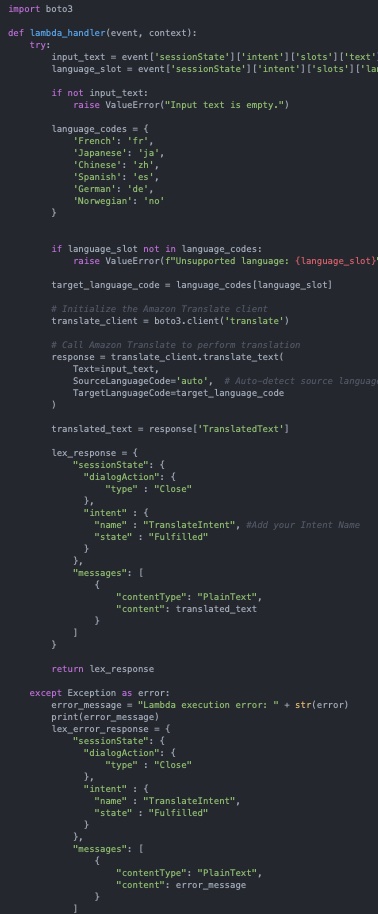 import boto3
def lambda_handler(event, context):
    try:
        input_text = event['sessionState']['intent']['slots']['text'
        language_slot = event['sessionState']['intent']['slots']['lan
        if not input_text:
            raise ValueError("Input text is empty.")
        language_codes = {
            'French': 'fr',
            'Japanese': 'ja',
            'Chinese': 'zh',
            'Spanish': 'es',
            'German': 'de',
            'Norwegian': 'no'
        }
        if language_slot not in language_codes:
            raise ValueError(f"Unsupported language: {language_slot}"
        target_language_code = language_codes[language_slot]
        # Initialize the Amazon Translate client
        translate_client = boto3.client('translate')
        # Call Amazon Translate to perform translation
        response = translate_client.translate_text(
            Text=input_text,
            SourceLanguageCode='auto',  # Auto-detect source language
            TargetLanguageCode=target_language_code
        )
        translated_text = response['TranslatedText']
        lex_response = {
            "sessionState": {
              "dialogAction": {
                  "type" : "Close"
              },
              "intent" : {
                "name" : "TranslateIntent", #Add your Intent Name
                "state" : "Fulfilled"
              }
            },
            "messages": [
                {
                    "contentType": "PlainText",
                    "content": translated_text
                }
            ]
        }
        return lex_response
    except Exception as error:
        error_message = "Lambda execution error: " + str(error)
        print(error_message)
        lex_error_response = {
            "sessionState": {
              "dialogAction": {
                  "type" : "Close"
              },
              "intent" : {
                "name" : "TranslateIntent",
                "state" : "Fulfilled"
              }
            },
            "messages": [
                {
                    "contentType": "PlainText",
                    "content": error_message
                }
            ]